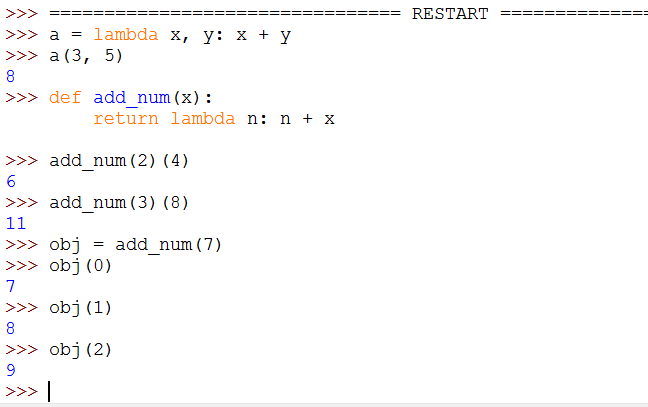 >>> ================================ RESTART ==============
>>> a = lambda x, y: x + y
>>> a(3, 5)
8
>>> def add_num(x):
        return lambda n: n + x

>>> add_num(2)(4)
6
>>> add_num(3)(8)
11
>>> obj = add_num(7)
>>> obj(0)
7
>>> obj(1)
8
>>> obj(2)
9
>>>